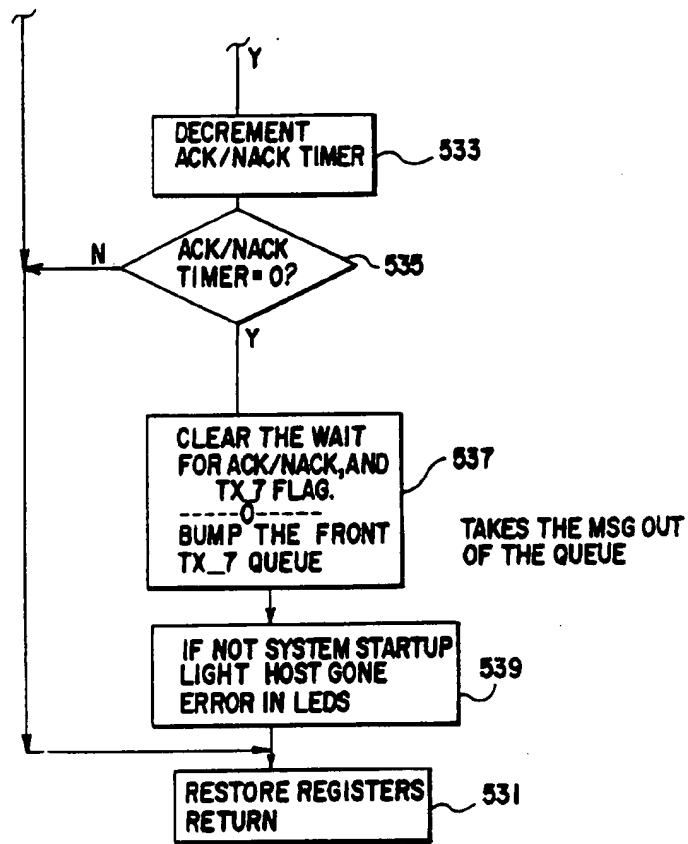 Y
DECREMENT
ACK/NACK TIMER
533
N
ACK/NACK
TIMER = 0?
535
Y
CLEAR THE WAIT
FOR ACK/NACK, AND
TX_7 FLAG.
------0------
BUMP THE FRONT
TX_7 QUEUE
537
TAKES THE MSG OUT
OF THE QUEUE
IF NOT SYSTEM STARTUP
LIGHT HOST GONE
ERROR IN LEDS
539
RESTORE REGISTERS
RETURN
531